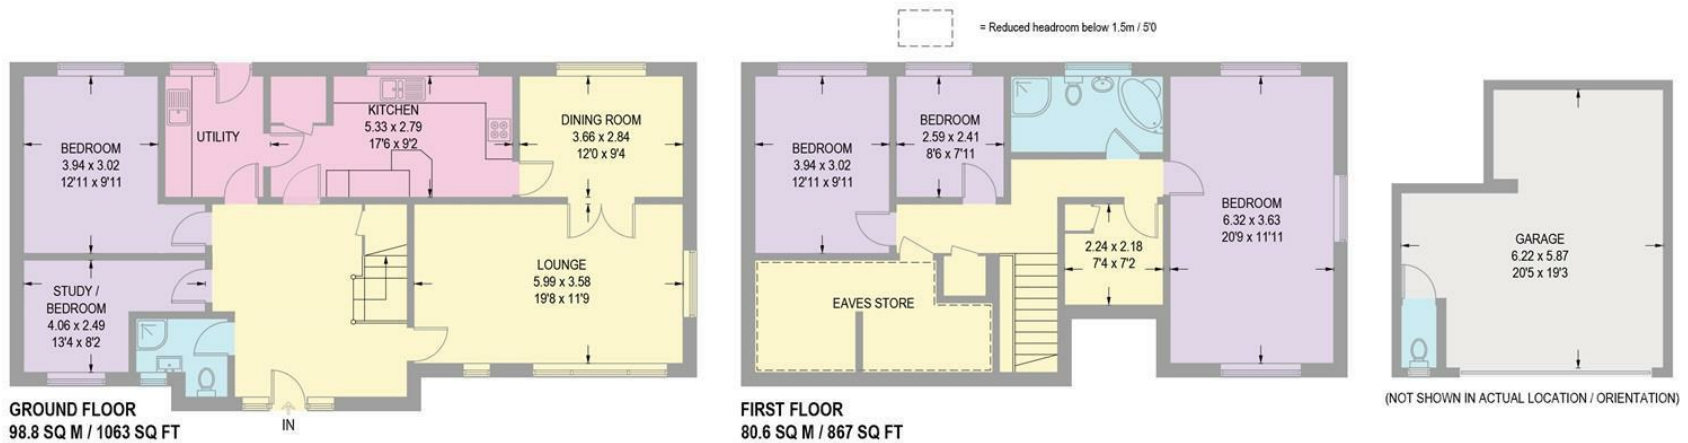 = Reduced headroom below 1.5m / 5'0
BEDROOM
3.94 x 3.02
12'11 x 9'11
UTILITY
KITCHEN
5.33 x 2.79
17'6 x 9'2
DINING ROOM
3.66 x 2.84
12'0 x 9'4
STUDY /
BEDROOM
4.06 x 2.49
13'4 x 8'2
LOUNGE
5.99 x 3.58
19'8 x 11'9
IN
GROUND FLOOR
98.8 SQ M / 1063 SQ FT
BEDROOM
3.94 x 3.02
12'11 x 9'11
BEDROOM
2.59 x 2.41
8'6 x 7'11
BEDROOM
6.32 x 3.63
20'9 x 11'11
2.24 x 2.18
7'4 x 7'2
EAVES STORE
FIRST FLOOR
80.6 SQ M / 867 SQ FT
GARAGE
6.22 x 5.87
20'5 x 19'3
(NOT SHOWN IN ACTUAL LOCATION / ORIENTATION)